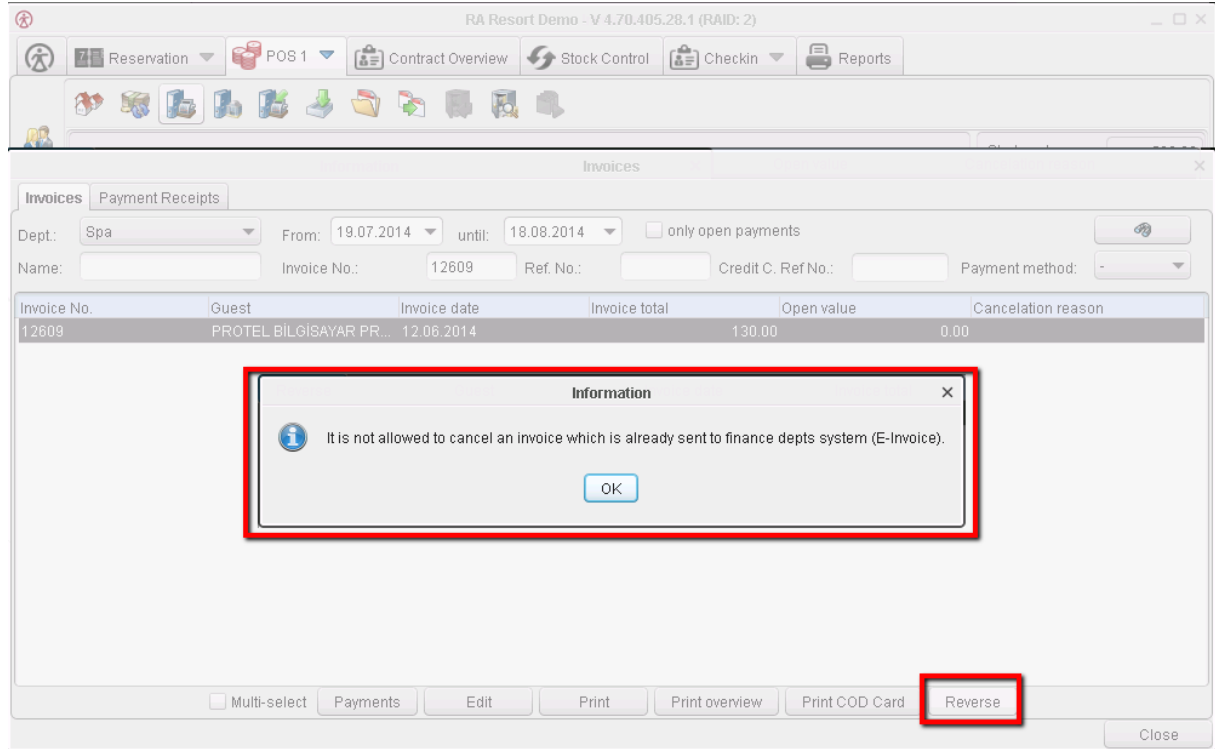 RA Resort Demo - V 4.70.405.28.1 (RAID: 2)
Reservation POS 1 Contract Overview Stock Control Checkin Reports
Invoices
Invoices Payment Receipts
Dept.: Spa From: 19.07.2014 until: 18.08.2014 only open payments
Name: Invoice No.: 12609 Ref. No.: Credit C. Ref No.: Payment method: -
Invoice No. Guest Invoice date Invoice total Open value Cancelation reason
12609 PROTEL BİLGİSAYAR PR... 12.06.2014 130.00 0.00
Information
It is not allowed to cancel an invoice which is already sent to finance depts system (E-Invoice).
OK
Multi-select Payments Edit Print Print overview Print COD Card Reverse
Close